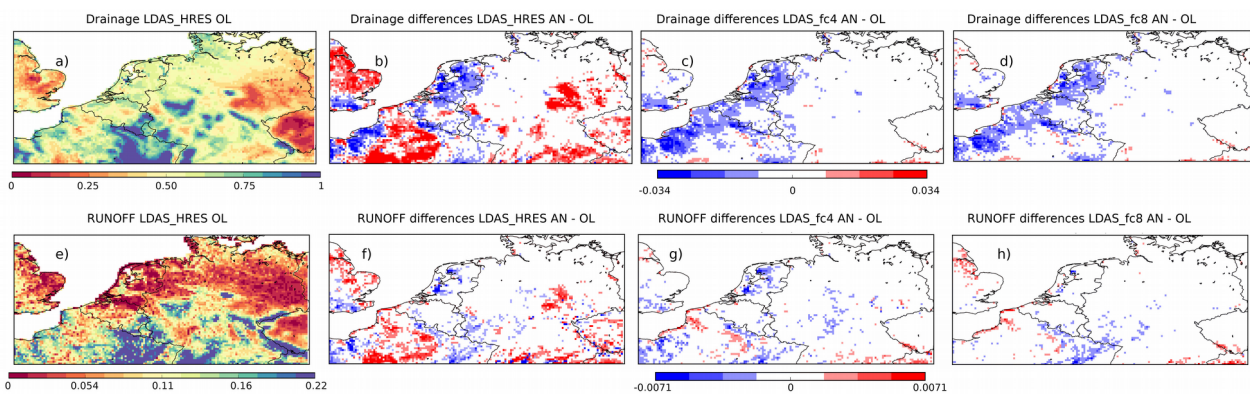 Drainage LDAS_HRES OL
Drainage differences LDAS_HRES AN - OL
Drainage differences LDAS_fc4 AN - OL
Drainage differences LDAS_fc8 AN - OL
a)
b)
c)
d)
0 0.25 0.50 0.75 1
-0.034 0 0.034
RUNOFF LDAS_HRES OL
RUNOFF differences LDAS_HRES AN - OL
RUNOFF differences LDAS_fc4 AN - OL
RUNOFF differences LDAS_fc8 AN - OL
e)
f)
g)
h)
0 0.054 0.11 0.16 0.22
-0.0071 0 0.0071